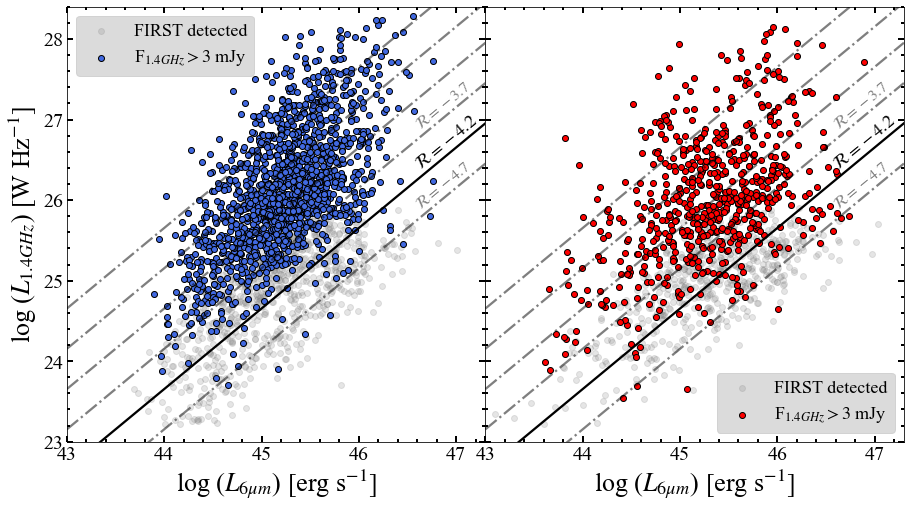 FIRST detected
F1.4GHz > 3 mJy
R = −3.7
R = −4.2
R = −4.7
28
27
26
25
24
23
log (L1.4GHz) [W Hz−1]
43 44 45 46 47
log (L6μm) [erg s−1]
R = −3.7
R = −4.2
R = −4.7
FIRST detected
F1.4GHz > 3 mJy
43 44 45 46 47
log (L6μm) [erg s−1]